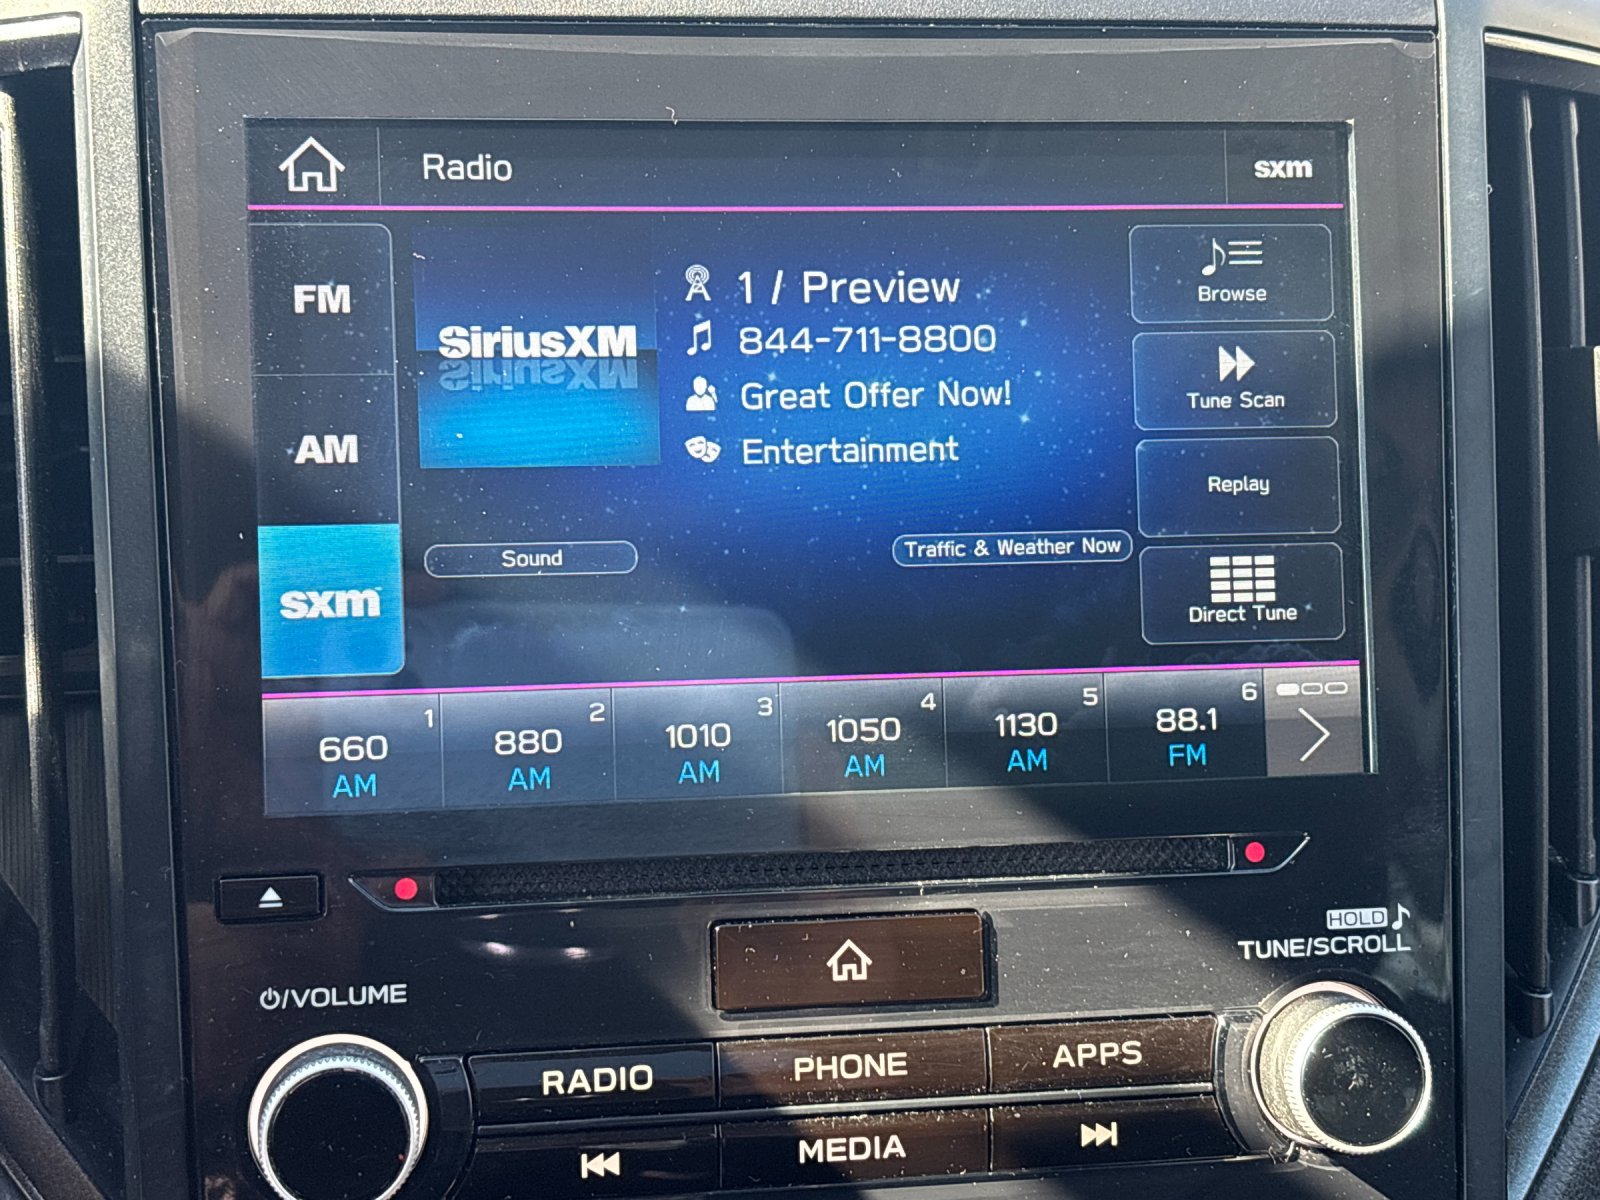 Radio
sxm
FM
AM
sxm
SiriusXM
1 / Preview
844-711-8800
Great Offer Now!
Entertainment
Sound
Traffic & Weather Now
Browse
Tune Scan
Replay
Direct Tune
1
660
AM
2
880
AM
3
1010
AM
4
1050
AM
5
1130
AM
6
88.1
FM
HOLD
TUNE/SCROLL
/VOLUME
RADIO
PHONE
APPS
MEDIA